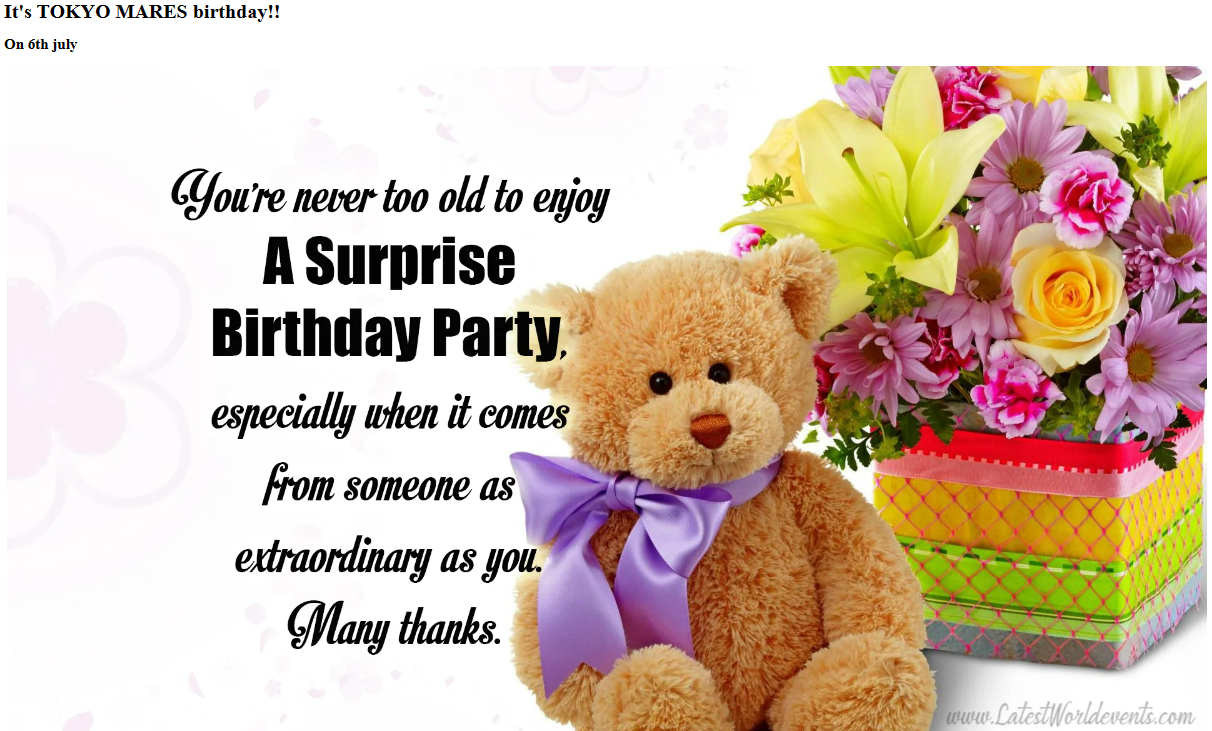 It's TOKYO MARES birthday!!
On 6th july
You're never too old to enjoy
A Surprise
Birthday Party,
especially when it comes
from someone as
extraordinary as you.
Many thanks.
www.LatestWorldevents.com